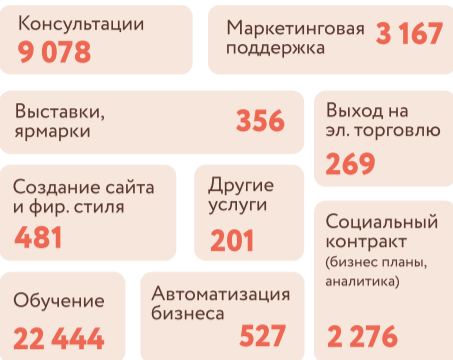 Консультации
9 078
Маркетинговая
поддержка
3 167
Выставки,
ярмарки
356
Выход на
эл. торговлю
269
Создание сайта
и фир. стиля
481
Другие
услуги
201
Социальный
контракт
(бизнес планы,
аналитика)
2 276
Обучение
22 444
Автоматизация
бизнеса
527